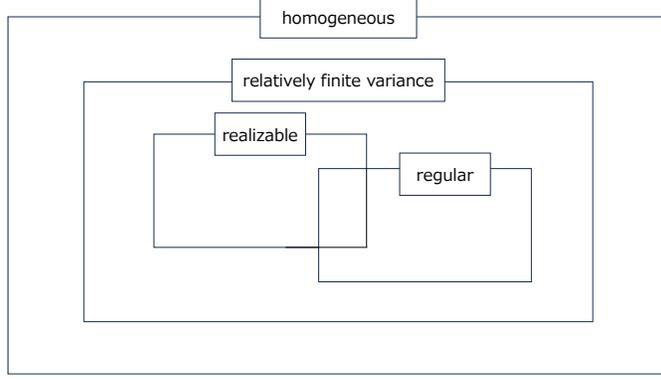 homogeneous
relatively finite variance
realizable
regular